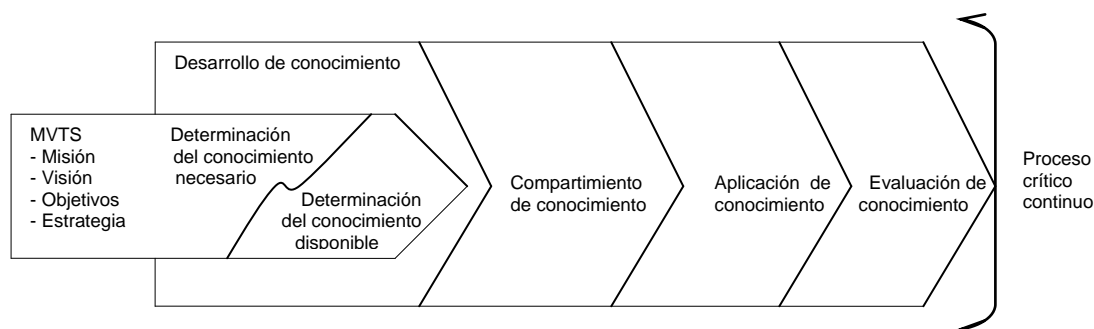 Desarrollo de conocimiento
MVTS
- Misión
- Visión
- Objetivos
- Estrategia
Determinación
del conocimiento
necesario
Determinación
del conocimiento
disponible
Compartimiento
de conocimiento
Aplicación de
conocimiento
Evaluación de
conocimiento
Proceso
crítico
continuo